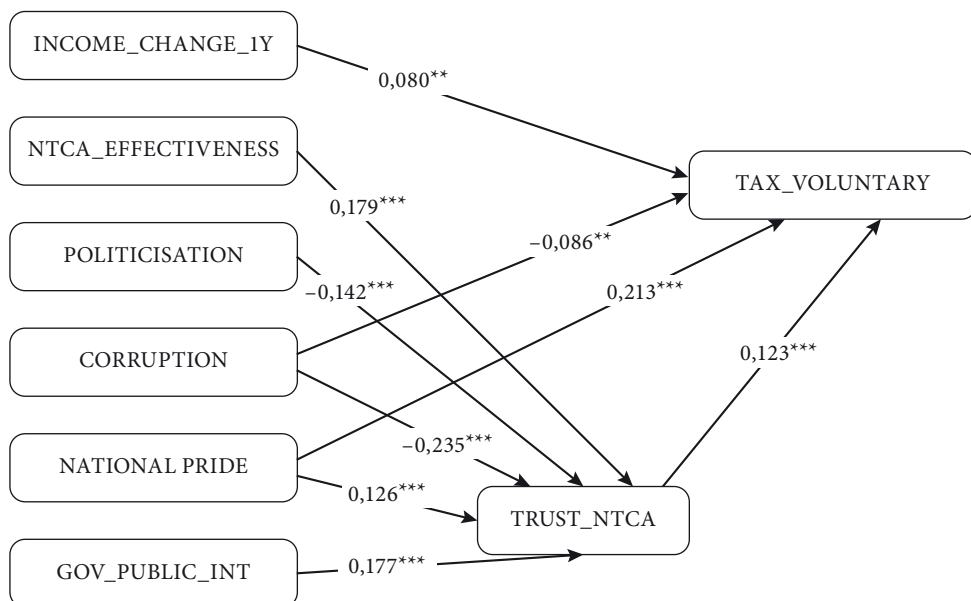 INCOME_CHANGE_1Y
0,080**
NTCA_EFFECTIVENESS
TAX_VOLUNTARY
0,179***
POLITICISATION
−0,086**
−0,142***
0,213***
CORRUPTION
0,123***
−0,235***
NATIONAL PRIDE
0,126***
TRUST_NTCA
GOV_PUBLIC_INT
0,177***